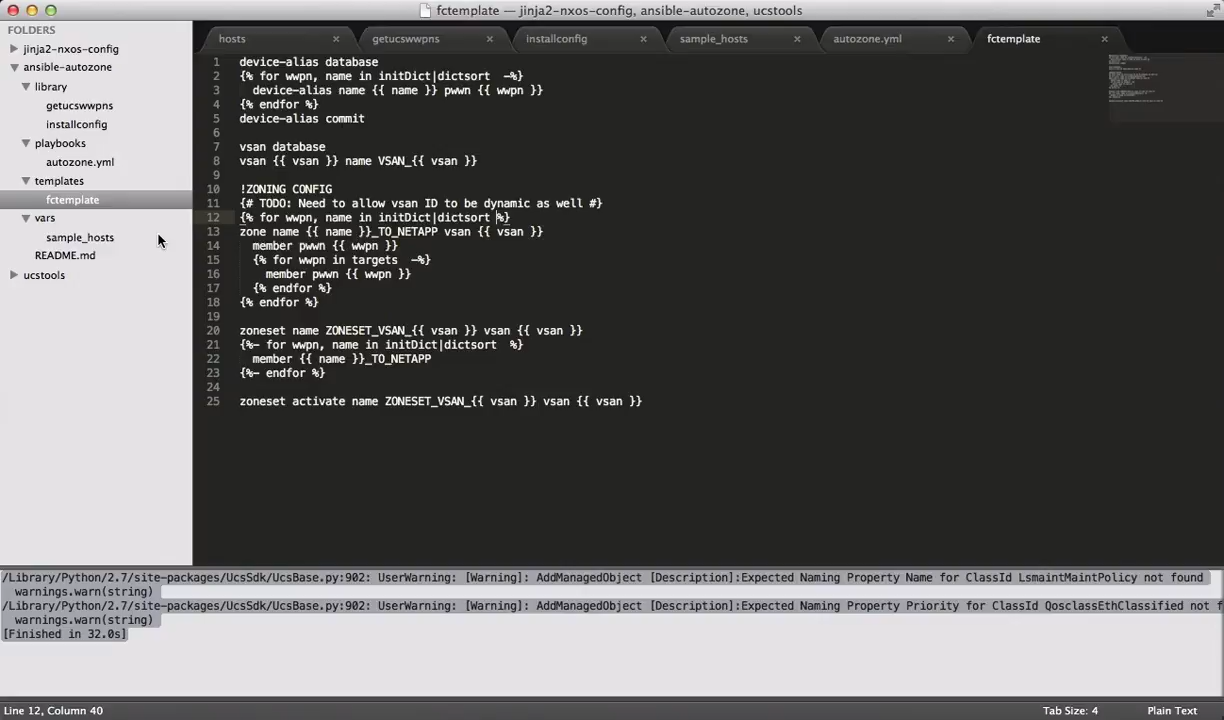 fctemplate — jinja2-nxos-config, ansible-autozone, ucstools
FOLDERS
jinja2-nxos-config
ansible-autozone
library
getucswwpns
installconfig
playbooks
autozone.yml
templates
fctemplate
vars
sample_hosts
README.md
ucstools
hosts × getucswwpns × installconfig × sample_hosts × autozone.yml × fctemplate ×
1 device-alias database
2 {% for wwpn, name in initDict|dictsort  -%}
3   device-alias name {{ name }} pwwn {{ wwpn }}
4 {% endfor %}
5 device-alias commit
6
7 vsan database
8 vsan {{ vsan }} name VSAN_{{ vsan }}
9
10 !ZONING CONFIG
11 {# TODO: Need to allow vsan ID to be dynamic as well #}
12 {% for wwpn, name in initDict|dictsort %}
13 zone name {{ name }}_TO_NETAPP vsan {{ vsan }}
14   member pwwn {{ wwpn }}
15   {% for wwpn in targets  -%}
16     member pwwn {{ wwpn }}
17   {% endfor %}
18 {% endfor %}
19
20 zoneset name ZONESET_VSAN_{{ vsan }} vsan {{ vsan }}
21 {%- for wwpn, name in initDict|dictsort  %}
22   member {{ name }}_TO_NETAPP
23 {%- endfor %}
24
25 zoneset activate name ZONESET_VSAN_{{ vsan }} vsan {{ vsan }}
/Library/Python/2.7/site-packages/UcsSdk/UcsBase.py:902: UserWarning: [Warning]: AddManagedObject [Description]:Expected Naming Property Name for ClassId LsmaintMaintPolicy not found
  warnings.warn(string)
/Library/Python/2.7/site-packages/UcsSdk/UcsBase.py:902: UserWarning: [Warning]: AddManagedObject [Description]:Expected Naming Property Priority for ClassId QosclassEthClassified not f
  warnings.warn(string)
[Finished in 32.0s]
Line 12, Column 40
Tab Size: 4
Plain Text